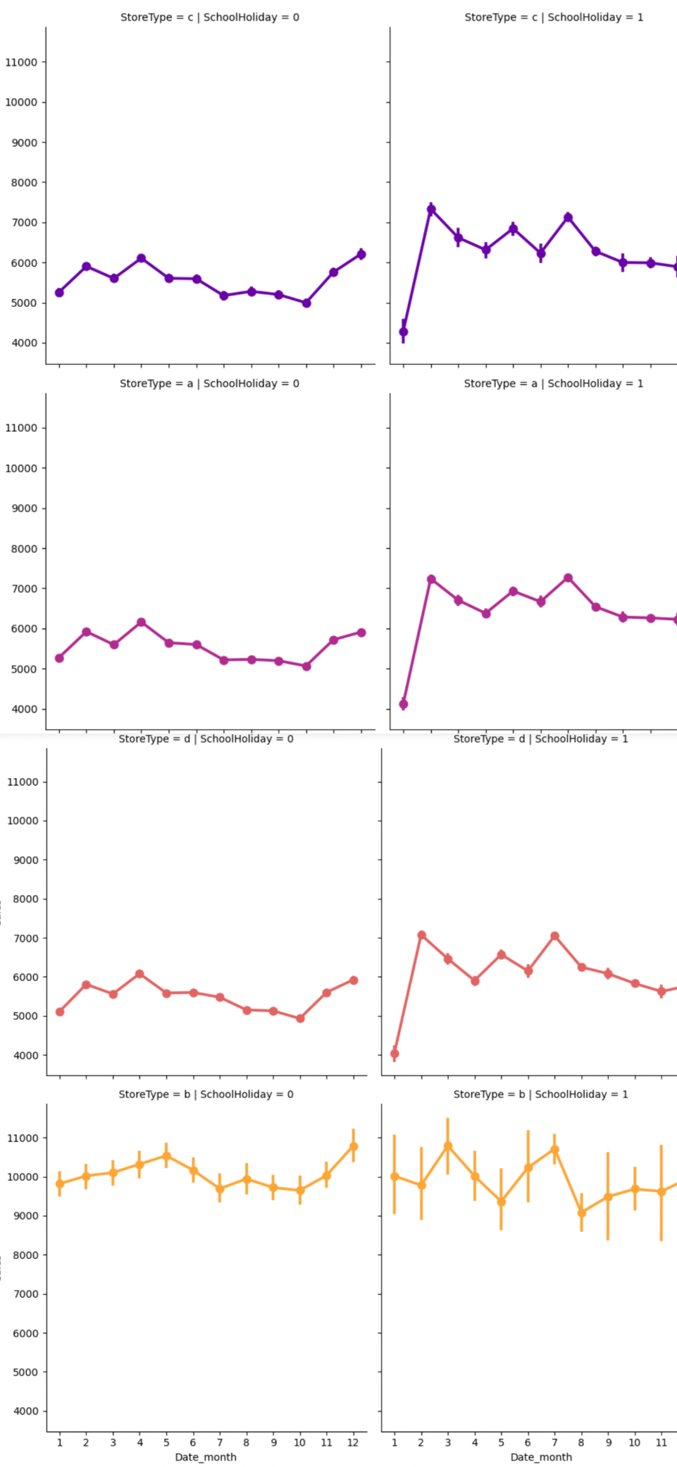 StoreType = c | SchoolHoliday = 0
StoreType = c | SchoolHoliday = 1
11000
10000
9000
8000
7000
6000
5000
4000
StoreType = a | SchoolHoliday = 0
StoreType = a | SchoolHoliday = 1
11000
10000
9000
8000
7000
6000
5000
4000
StoreType = d | SchoolHoliday = 0
StoreType = d | SchoolHoliday = 1
11000
10000
9000
8000
7000
6000
5000
4000
StoreType = b | SchoolHoliday = 0
StoreType = b | SchoolHoliday = 1
11000
10000
9000
8000
7000
6000
5000
4000
1 2 3 4 5 6 7 8 9 10 11 12
1 2 3 4 5 6 7 8 9 10 11
Date_month
Date_month